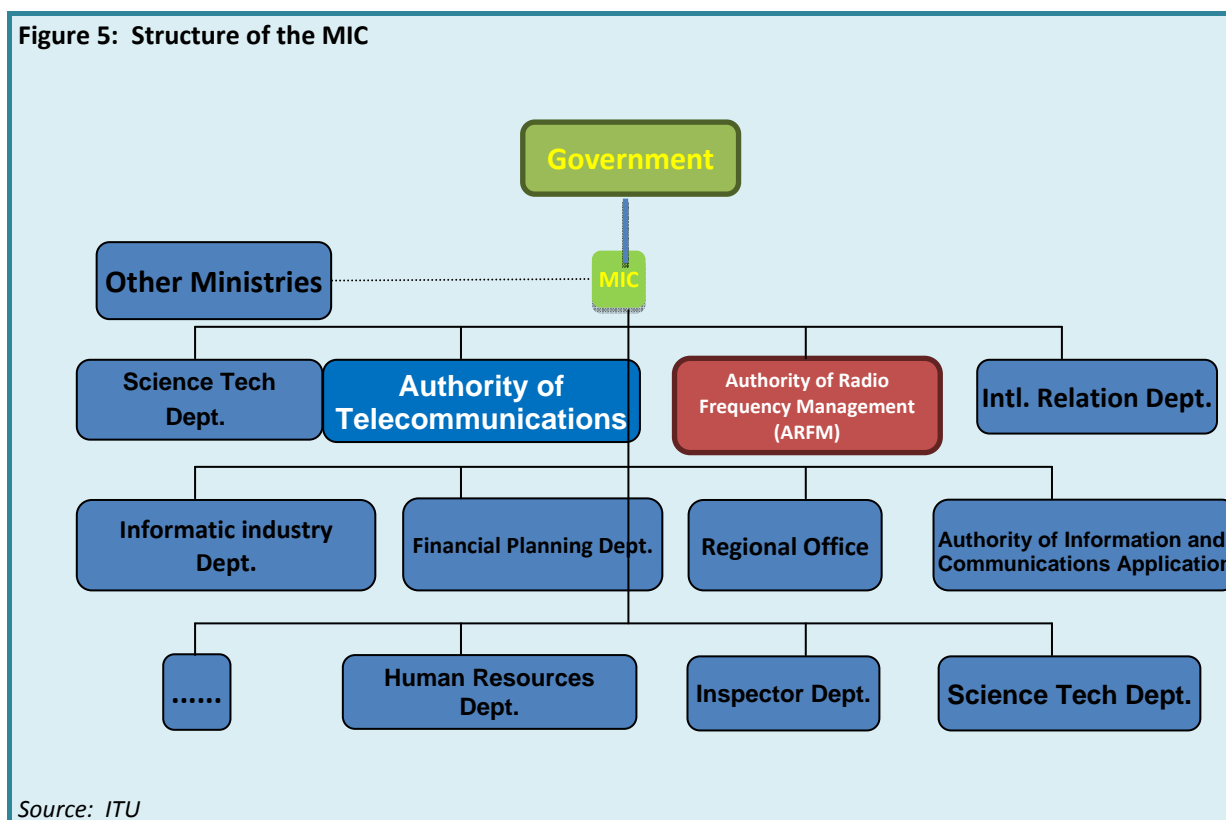 Figure 5: Structure of the MIC
Government
Other Ministries
MIC
Science Tech
Dept.
Authority of
Telecommunications
Authority of Radio
Frequency Management
(ARFM)
Intl. Relation Dept.
Informatic industry
Dept.
Financial Planning Dept.
Regional Office
Authority of Information and
Communications Application
......
Human Resources
Dept.
Inspector Dept.
Science Tech Dept.
Source: ITU